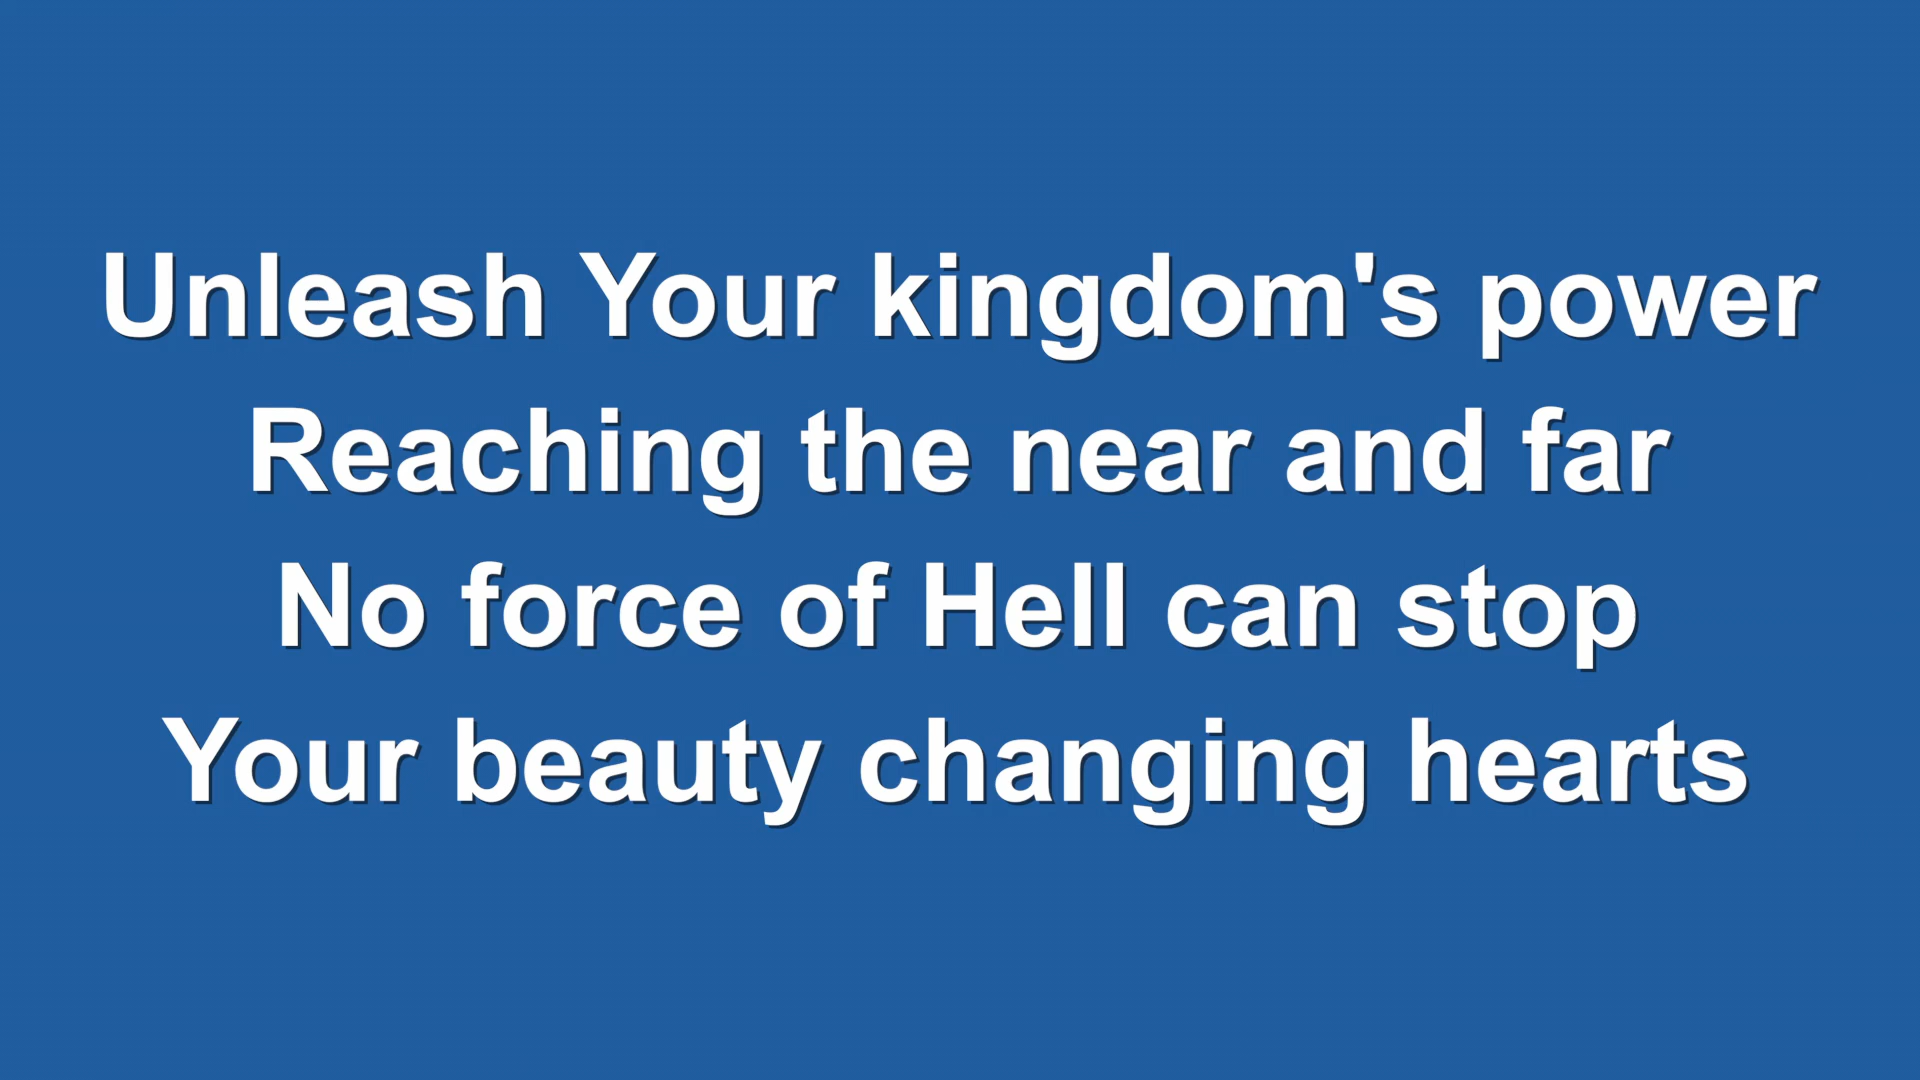 Unleash Your kingdom's power
Reaching the near and far
No force of Hell can stop
Your beauty changing hearts